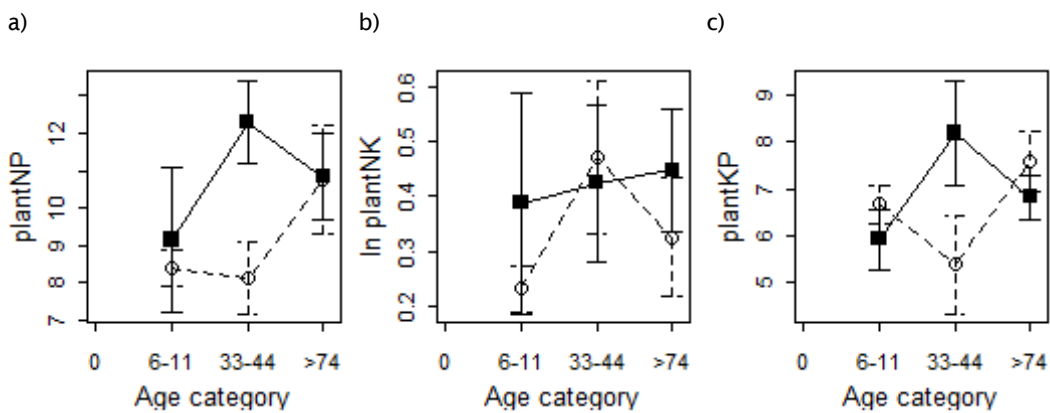 a)
b)
c)
plantNP
7 8 9 10 12
0 6-11 33-44 >74
Age category
ln plantNK
0.2 0.3 0.4 0.5 0.6
0 6-11 33-44 >74
Age category
plantKP
5 6 7 8 9
0 6-11 33-44 >74
Age category